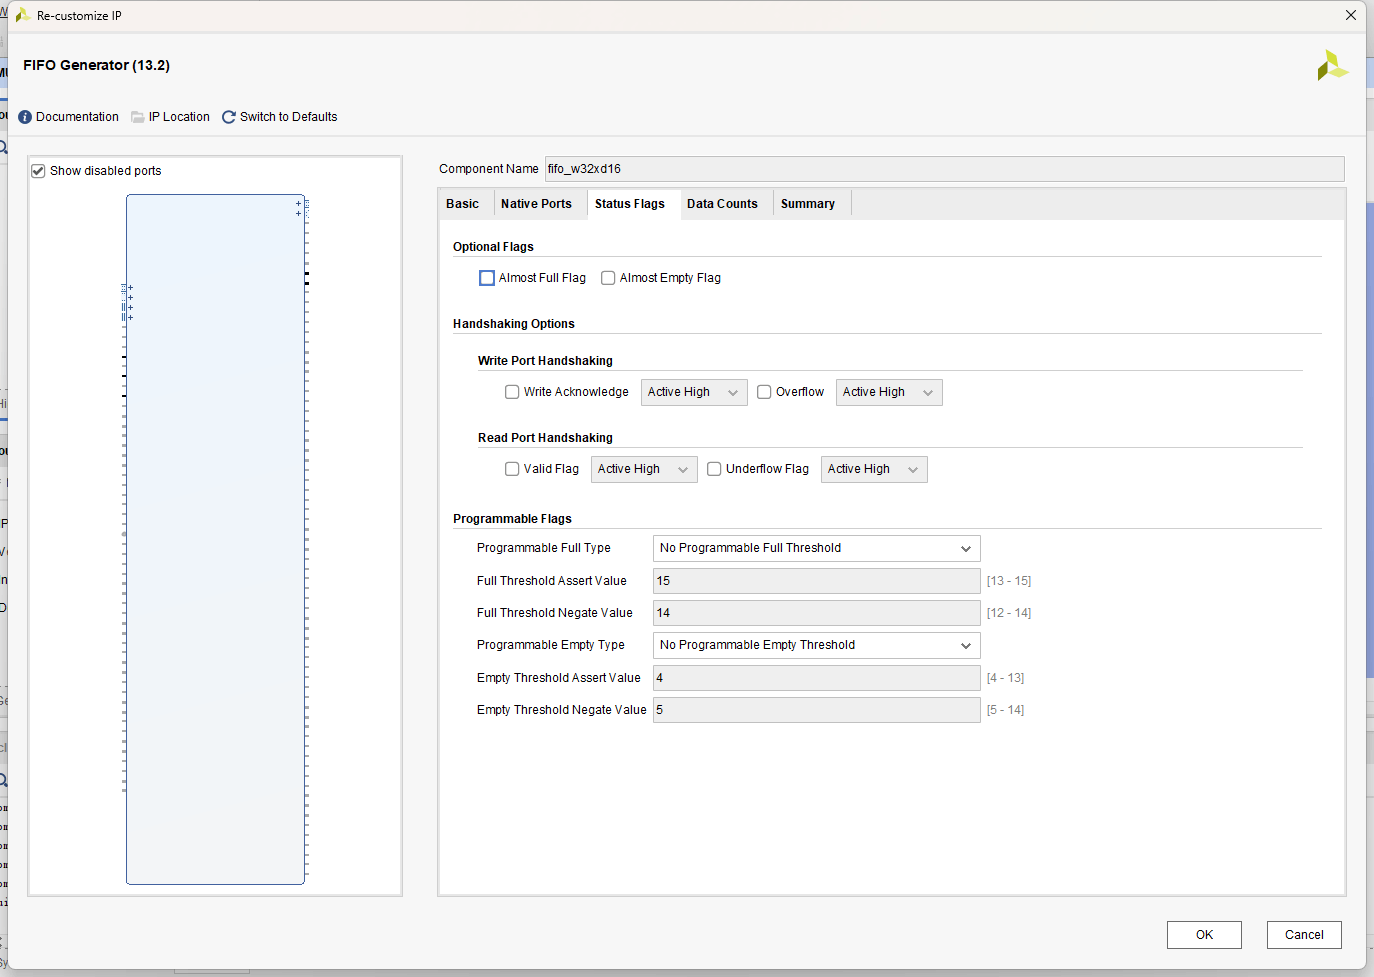 Re-customize IP
FIFO Generator (13.2)
Documentation IP Location Switch to Defaults
Show disabled ports
Component Name fifo_w32xd16
Basic Native Ports Status Flags Data Counts Summary
Optional Flags
Almost Full Flag Almost Empty Flag
Handshaking Options
Write Port Handshaking
Write Acknowledge Active High Overflow Active High
Read Port Handshaking
Valid Flag Active High Underflow Flag Active High
Programmable Flags
Programmable Full Type No Programmable Full Threshold
Full Threshold Assert Value 15 [13 - 15]
Full Threshold Negate Value 14 [12 - 14]
Programmable Empty Type No Programmable Empty Threshold
Empty Threshold Assert Value 4 [4 - 13]
Empty Threshold Negate Value 5 [5 - 14]
OK Cancel